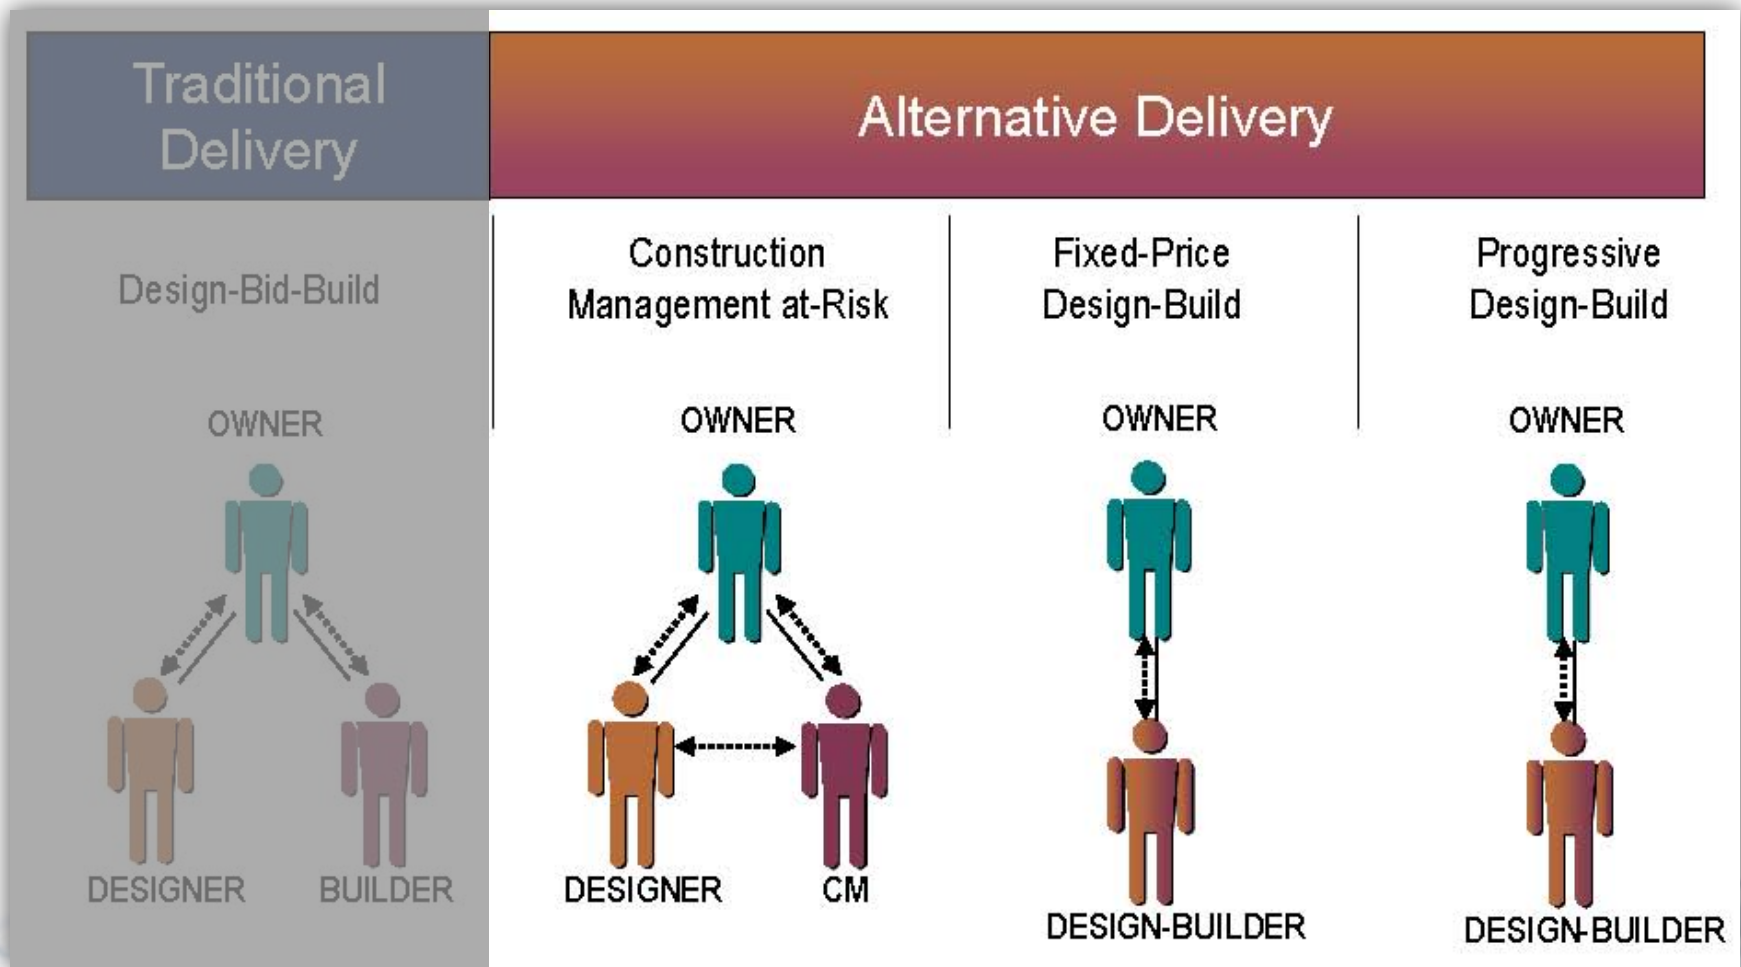 Traditional
Delivery
Alternative Delivery
Design-Bid-Build
Construction
Management at-Risk
Fixed-Price
Design-Build
Progressive
Design-Build
OWNER
OWNER
OWNER
OWNER
DESIGNER
BUILDER
DESIGNER
CM
DESIGN-BUILDER
DESIGN-BUILDER